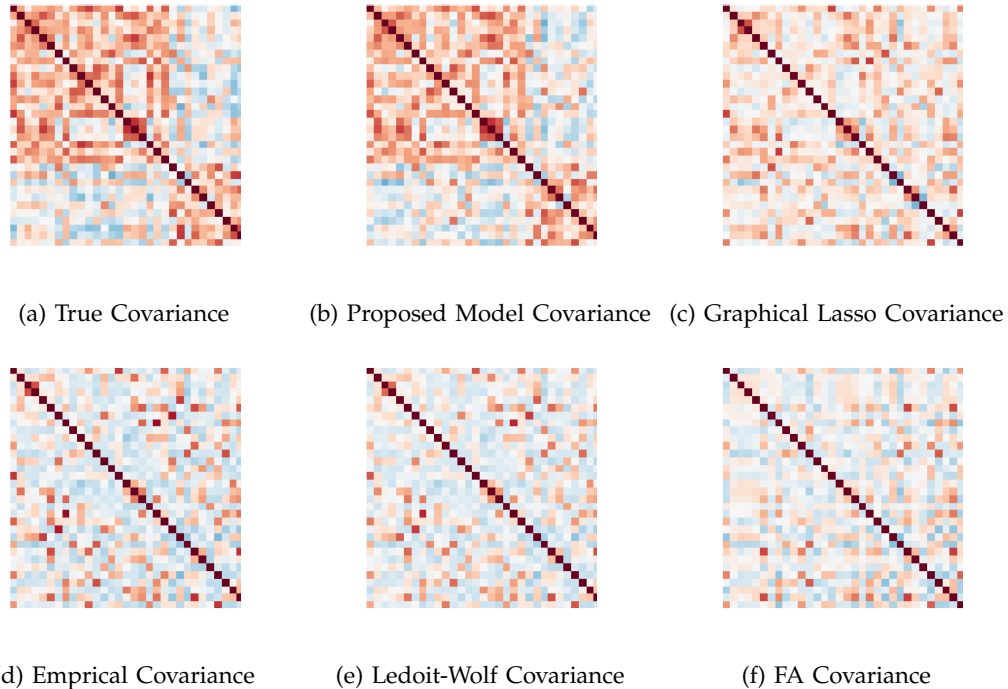 (a) True Covariance
(b) Proposed Model Covariance
(c) Graphical Lasso Covariance
d) Emprical Covariance
(e) Ledoit-Wolf Covariance
(f) FA Covariance